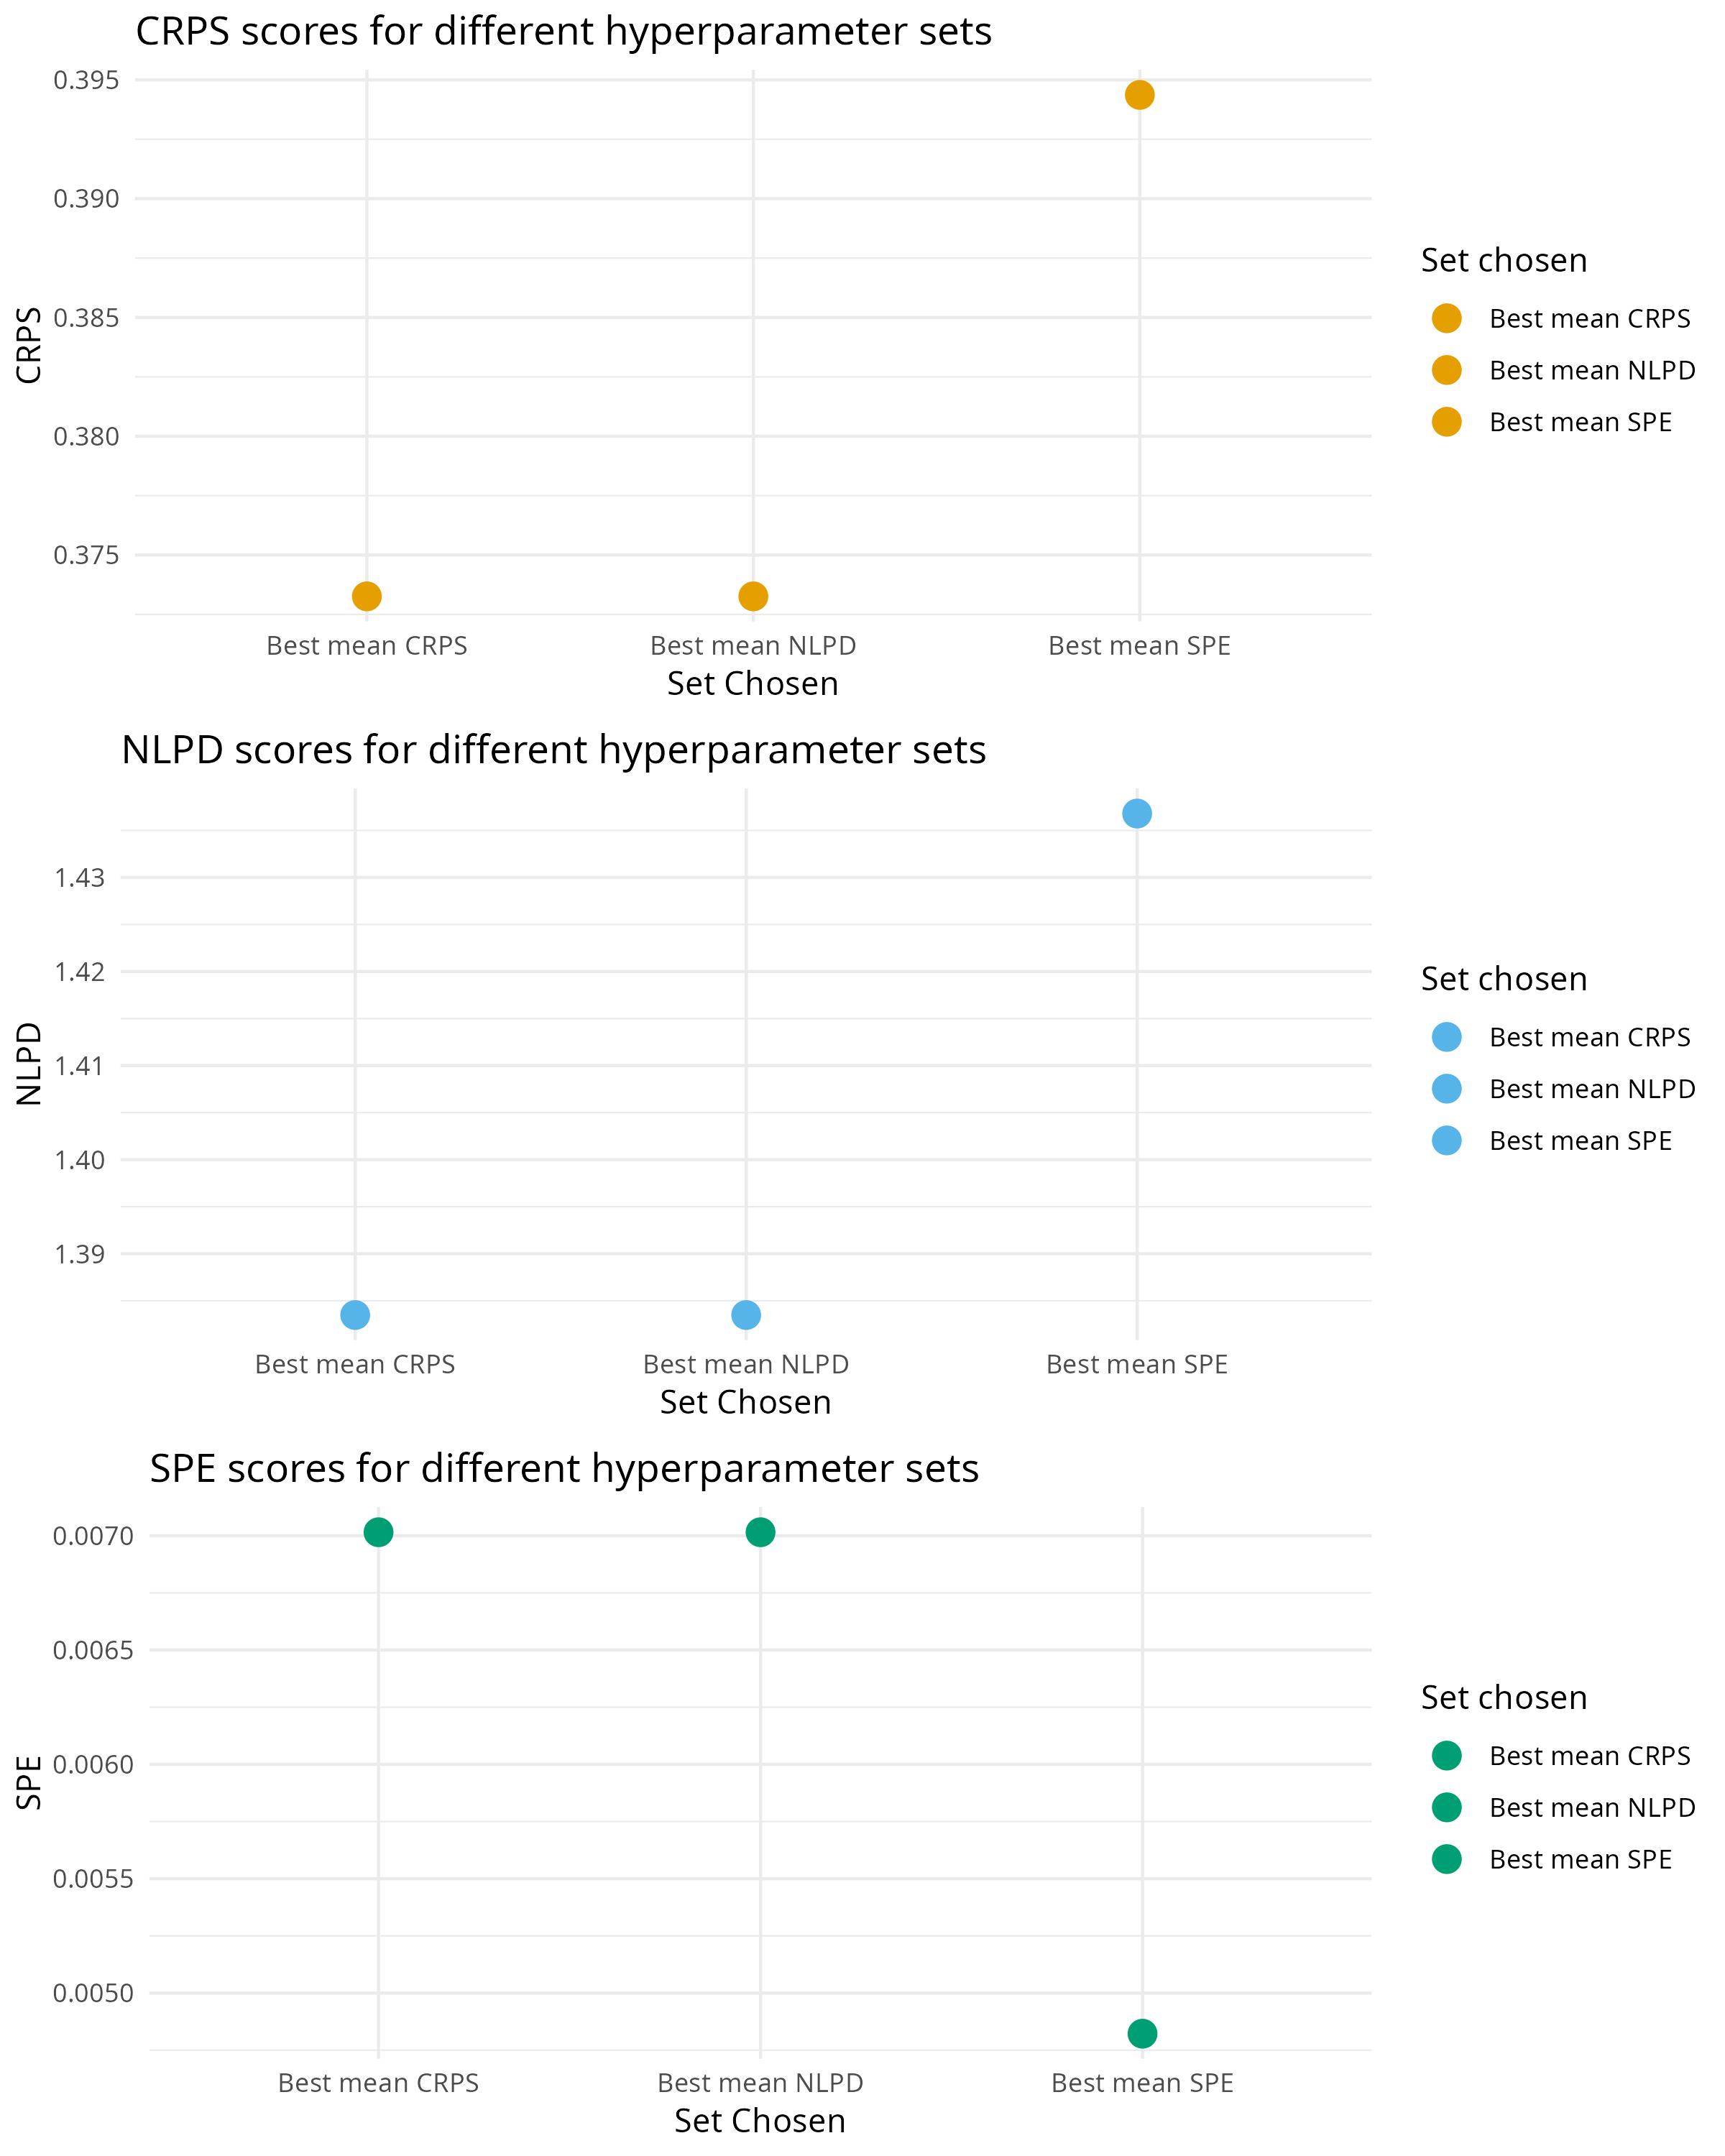 CRPS scores for different hyperparameter sets
0.395
0.390
0.385
0.380
0.375
CRPS
Best mean CRPS
Best mean NLPD
Best mean SPE
Set Chosen
Set chosen
Best mean CRPS
Best mean NLPD
Best mean SPE
NLPD scores for different hyperparameter sets
1.43
1.42
1.41
1.40
1.39
NLPD
Best mean CRPS
Best mean NLPD
Best mean SPE
Set Chosen
Set chosen
Best mean CRPS
Best mean NLPD
Best mean SPE
SPE scores for different hyperparameter sets
0.0070
0.0065
0.0060
0.0055
0.0050
SPE
Best mean CRPS
Best mean NLPD
Best mean SPE
Set Chosen
Set chosen
Best mean CRPS
Best mean NLPD
Best mean SPE